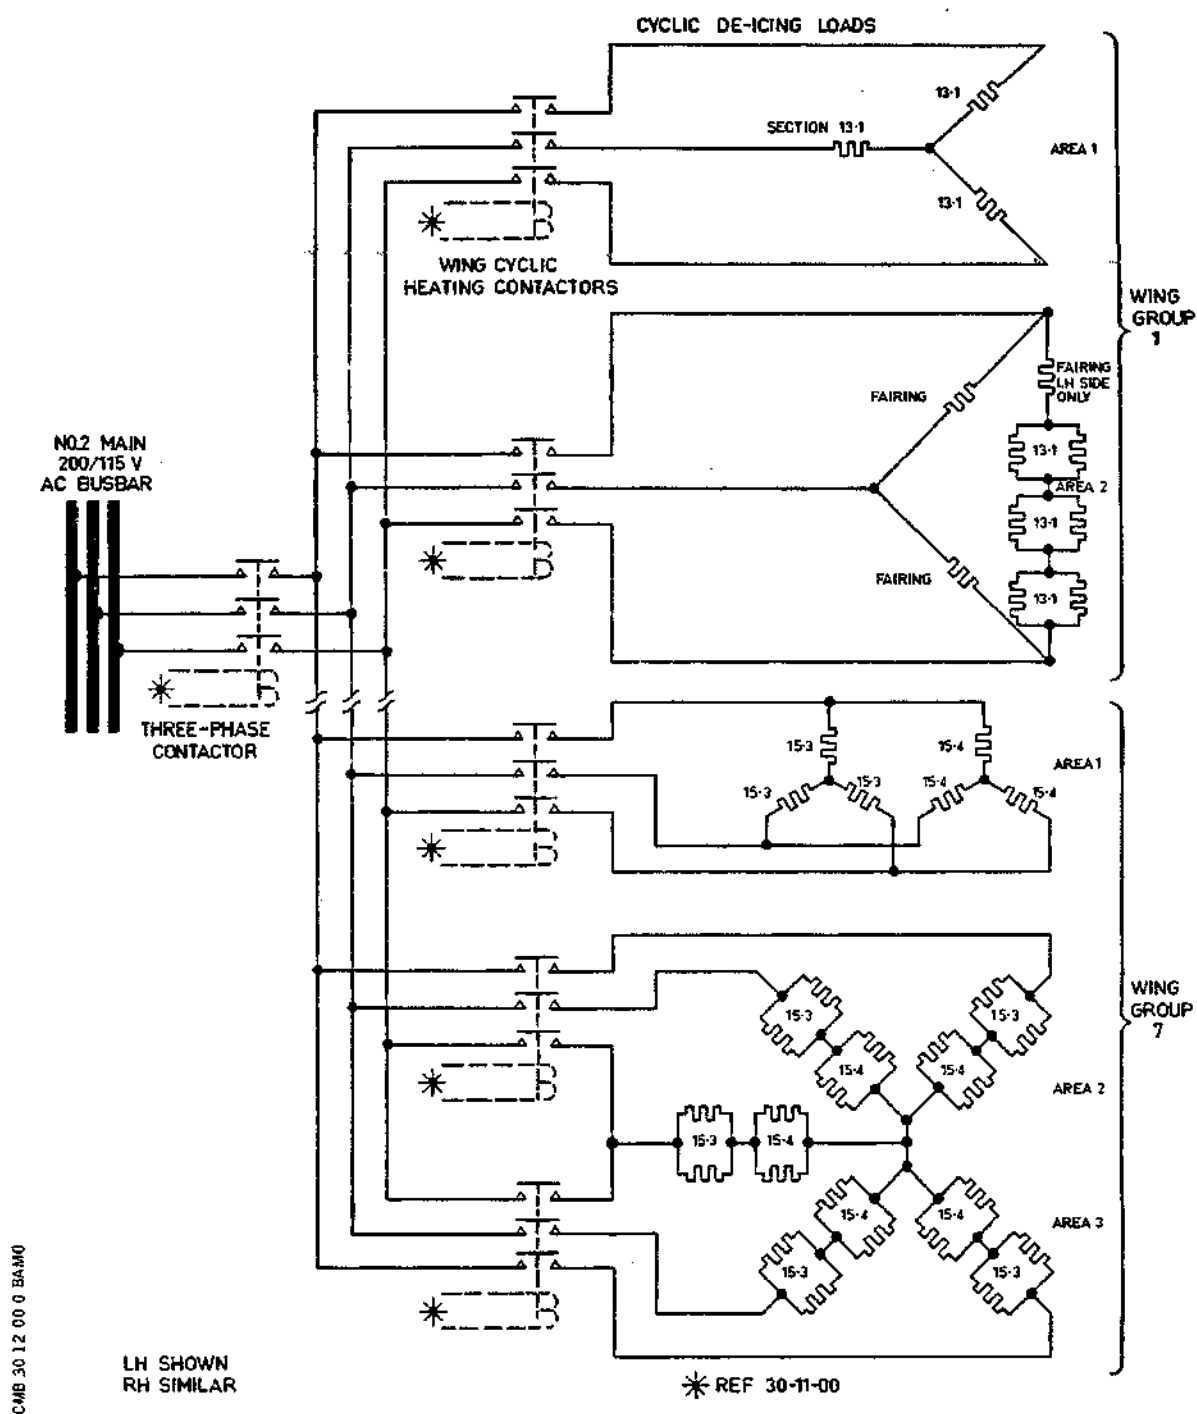 CYCLIC DE-ICING LOADS
13·1
SECTION 13·1
AREA 1
13·1
WING CYCLIC
HEATING CONTACTORS
WING
GROUP
1
FAIRING
LH SIDE
ONLY
FAIRING
13·1
AREA 2
13·1
FAIRING
13·1
NO.2 MAIN
200/115 V
AC BUSBAR
THREE-PHASE
CONTACTOR
15·3
15·4
AREA 1
15·3
15·3
15·4
15·4
WING
GROUP
7
15·3
15·3
15·4
15·4
AREA 2
15·3
15·4
15·4
15·4
AREA 3
15·3
15·3
LH SHOWN
RH SIMILAR
REF 30-11-00
CMB 30 12 00 0 BAM0